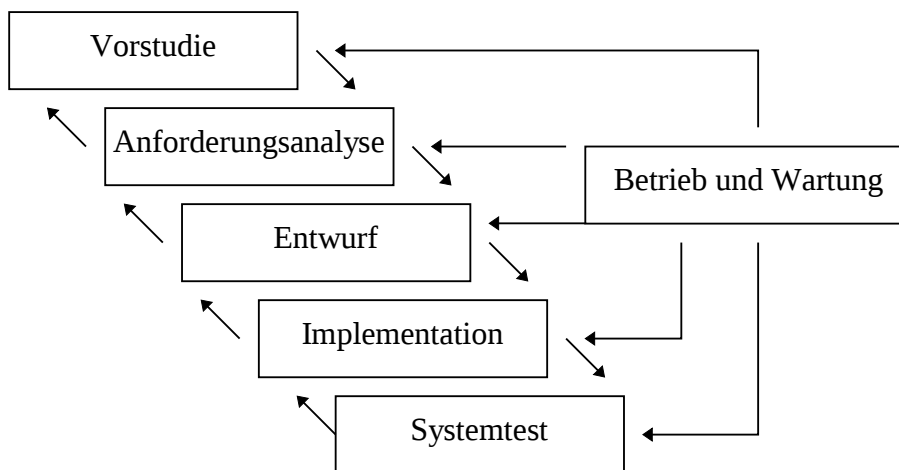 Vorstudie
Anforderungsanalyse
Betrieb und Wartung
Entwurf
Implementation
Systemtest